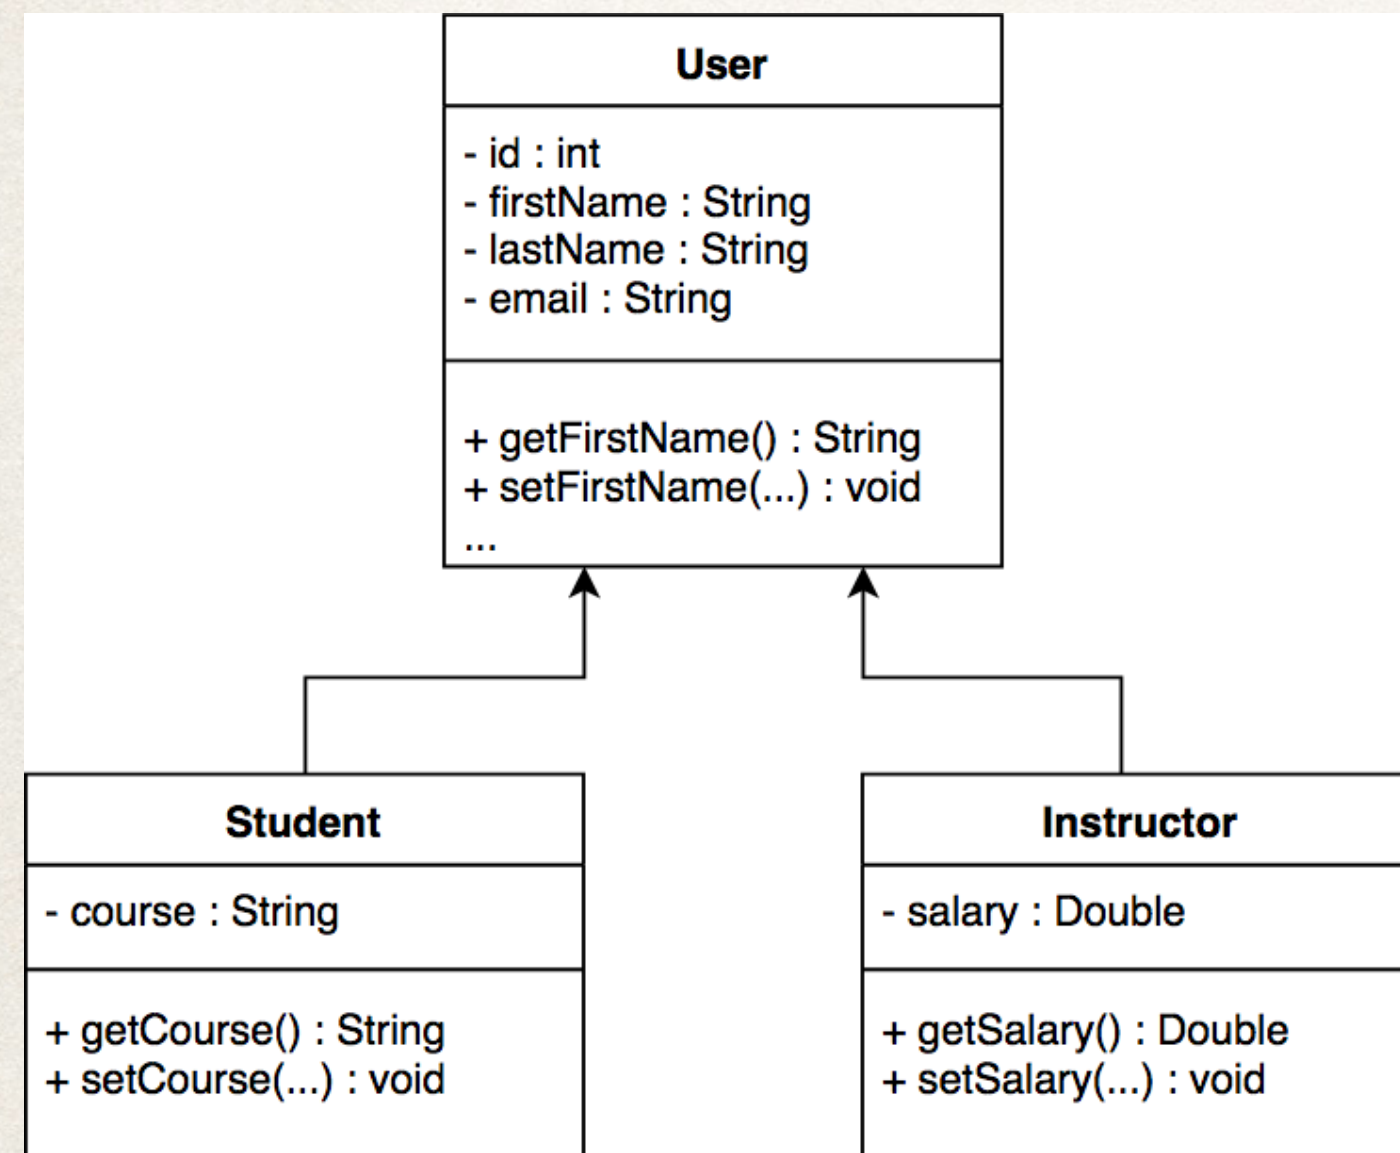 User
- id : int
- firstName : String
- lastName : String
- email : String
+ getFirstName() : String
+ setFirstName(...) : void
...
Student
- course : String
+ getCourse() : String
+ setCourse(...) : void
Instructor
- salary : Double
+ getSalary() : Double
+ setSalary(...) : void